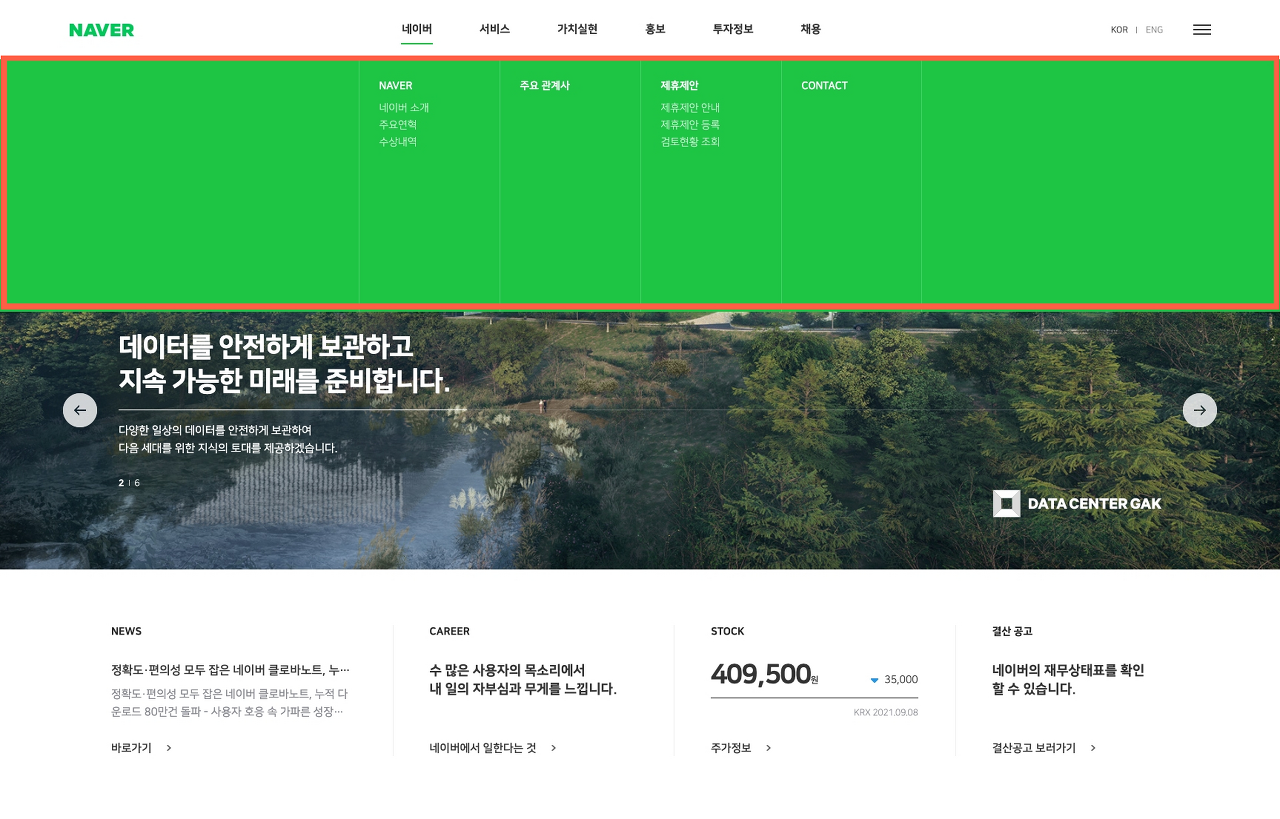 NAVER
네이버 서비스 가치실현 홍보 투자정보 채용
KOR | ENG
NAVER
네이버 소개
주요연혁
수상내역
주요 관계사
제휴제안
제휴제안 안내
제휴제안 등록
검토현황 조회
CONTACT
데이터를 안전하게 보관하고
지속 가능한 미래를 준비합니다.
다양한 일상의 데이터를 안전하게 보관하여
다음 세대를 위한 지식의 토대를 제공하겠습니다.
2 | 6
DATA CENTER GAK
NEWS
정확도·편의성 모두 잡은 네이버 클로바노트, 누…
정확도·편의성 모두 잡은 네이버 클로바노트, 누적 다
운로드 80만건 돌파 - 사용자 호응 속 가파른 성장…
바로가기
CAREER
수 많은 사용자의 목소리에서
내 일의 자부심과 무게를 느낍니다.
네이버에서 일한다는 것
STOCK
409,500원
35,000
KRX 2021.09.08
주가정보
결산 공고
네이버의 재무상태표를 확인
할 수 있습니다.
결산공고 보러가기